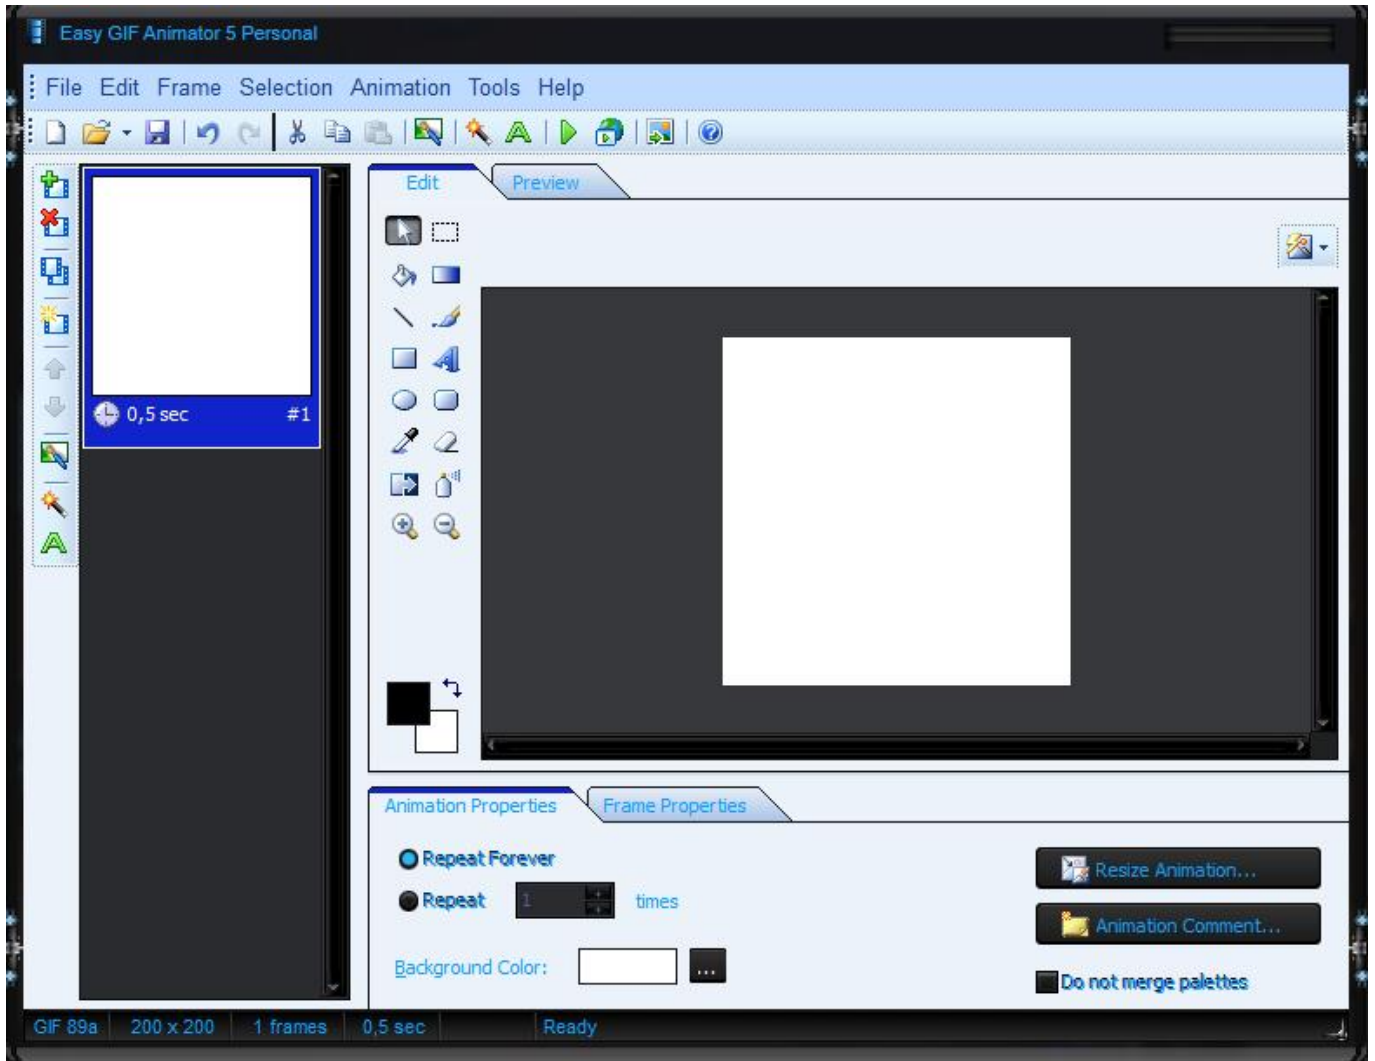 Easy GIF Animator 5 Personal
File Edit Frame Selection Animation Tools Help
Edit Preview
0,5 sec #1
Animation Properties Frame Properties
Repeat Forever
Repeat 1 times
Background Color: ...
Resize Animation...
Animation Comment...
Do not merge palettes
GIF 89a 200 x 200 1 frames 0,5 sec Ready